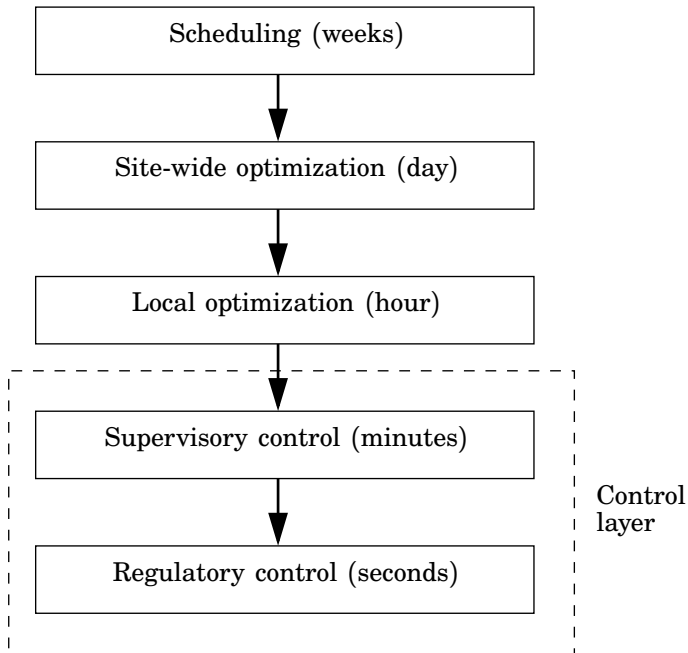 Scheduling (weeks)
Site-wide optimization (day)
Local optimization (hour)
Supervisory control (minutes)
Control
layer
Regulatory control (seconds)